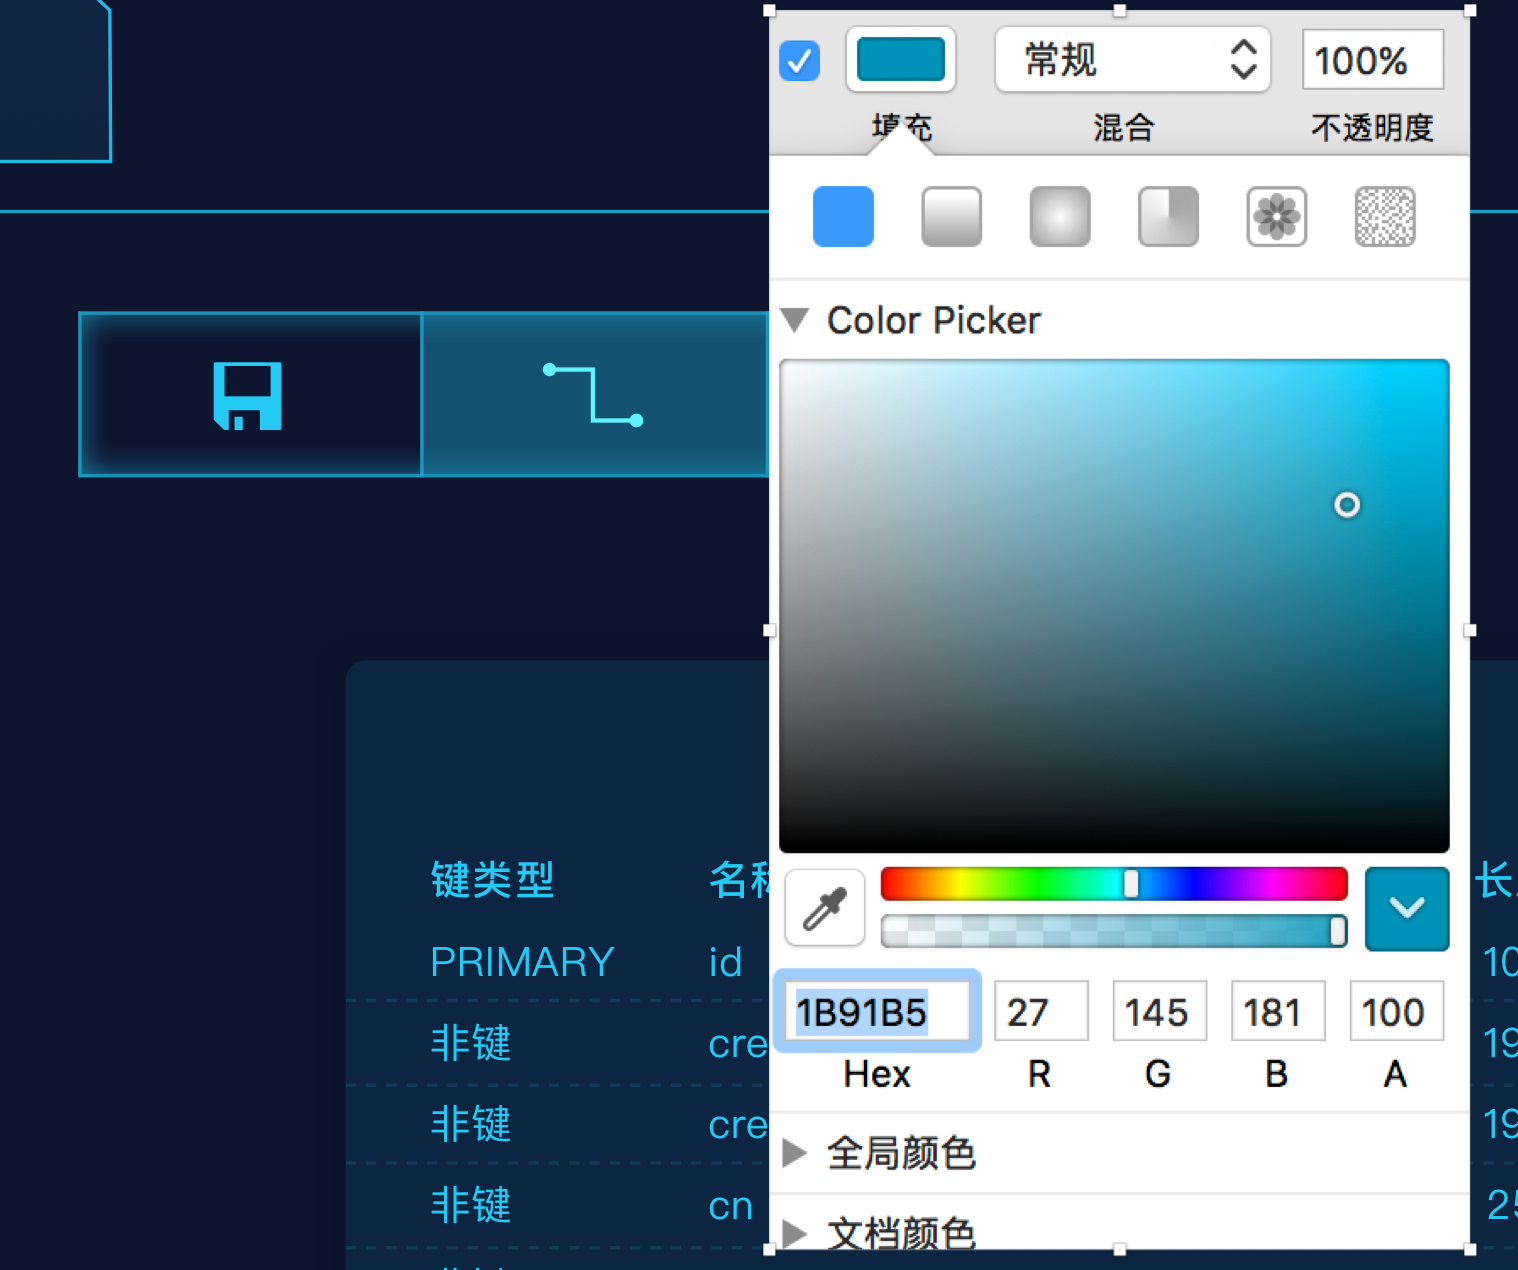 常规
100%
填充
混合
不透明度
Color Picker
1B91B5
27
145
181
100
Hex
R
G
B
A
全局颜色
文档颜色
键类型
名
长
PRIMARY
id
10
非键
cre
19
非键
cre
19
非键
cn
25